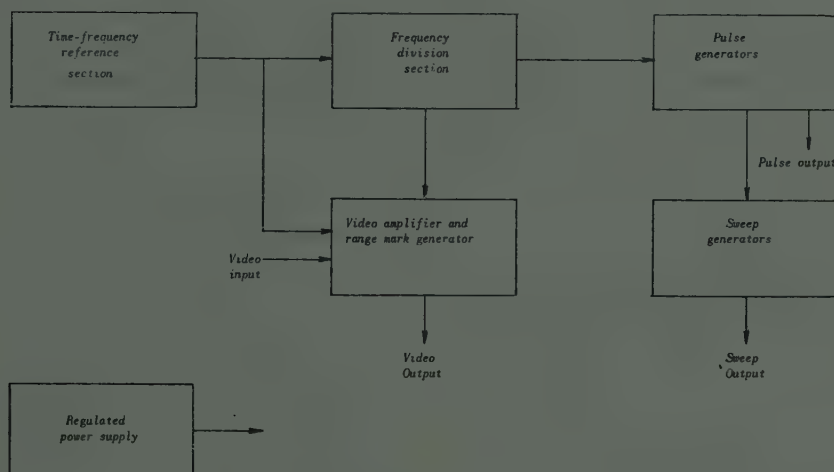 Time-frequency
reference
section
Frequency
division
section
Pulse
generators
Pulse output
Video amplifier and
range mark generator
Sweep
generators
Video
input
Video
Output
Sweep
Output
Regulated
power supply